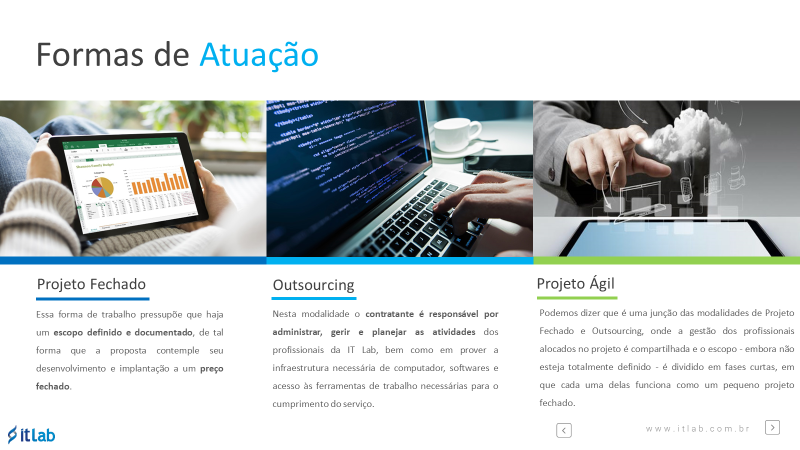 Formas de Atuação
Projeto Fechado
Essa forma de trabalho pressupõe que haja
um escopo definido e documentado, de tal
forma que a proposta contemple seu
desenvolvimento e implantação a um preço
fechado.
Outsourcing
Nesta modalidade o contratante é responsável por
administrar, gerir e planejar as atividades dos
profissionais da IT Lab, bem como em prover a
infraestrutura necessária de computador, softwares e
acesso às ferramentas de trabalho necessárias para o
cumprimento do serviço.
Projeto Ágil
Podemos dizer que é uma junção das modalidades de Projeto
Fechado e Outsourcing, onde a gestão dos profissionais
alocados no projeto é compartilhada e o escopo - embora não
esteja totalmente definido - é dividido em fases curtas, em
que cada uma delas funciona como um pequeno projeto
fechado.
itlab
www.itlab.com.br